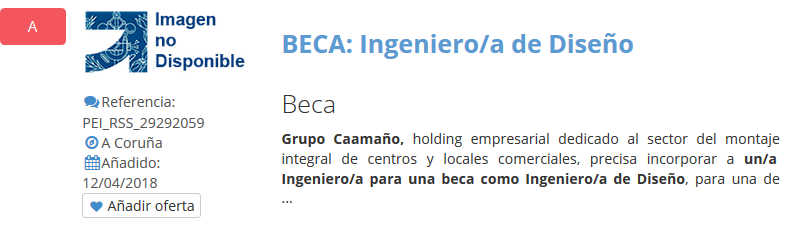 A
Imagen
no
Disponible
Referencia:
PEI_RSS_29292059
A Coruña
Añadido:
12/04/2018
Añadir oferta
BECA: Ingeniero/a de Diseño
Beca
Grupo Caamaño, holding empresarial dedicado al sector del montaje
integral de centros y locales comerciales, precisa incorporar a un/a
Ingeniero/a para una beca como Ingeniero/a de Diseño, para una de
...